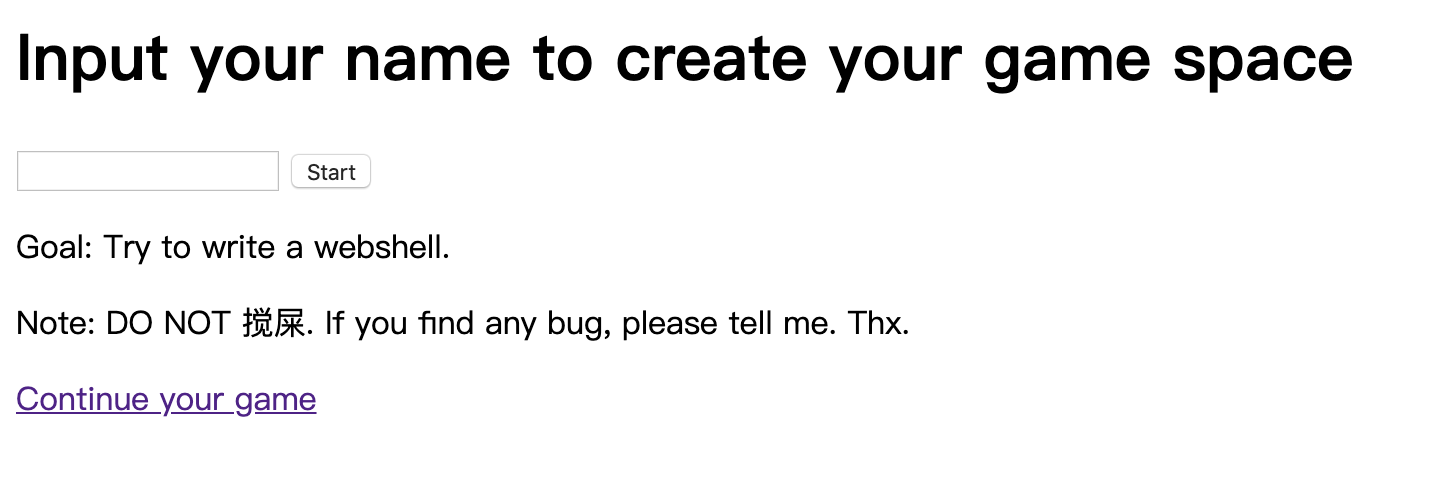 Input your name to create your game space
Start
Goal: Try to write a webshell.
Note: DO NOT 搅屎. If you find any bug, please tell me. Thx.
Continue your game